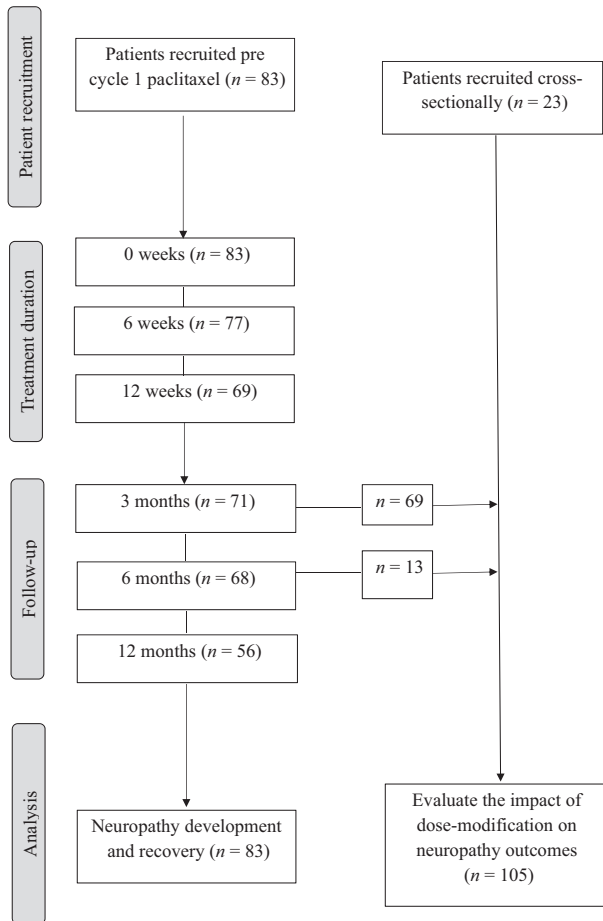 Patient recruitment
Patients recruited pre
cycle 1 paclitaxel (n = 83)
Patients recruited cross-
sectionally (n = 23)
Treatment duration
0 weeks (n = 83)
6 weeks (n = 77)
12 weeks (n = 69)
Follow-up
3 months (n = 71)
n = 69
6 months (n = 68)
n = 13
12 months (n = 56)
Analysis
Neuropathy development
and recovery (n = 83)
Evaluate the impact of
dose-modification on
neuropathy outcomes
(n = 105)